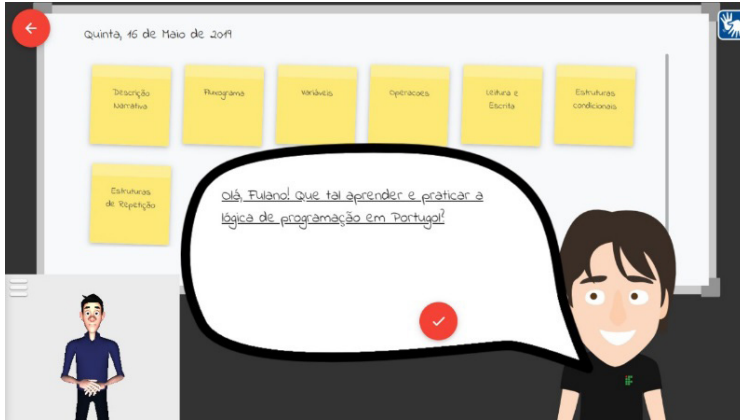 Quinta, 16 de Maio de 2019
Descrição
Narrativa
Fluxograma
Variáveis
Operacoes
Leitura e
Escrita
Estruturas
condicionais
Estruturas
de Repetição
Olá, Fulano! Que tal aprender e praticar a
lógica de programação em Portugol?